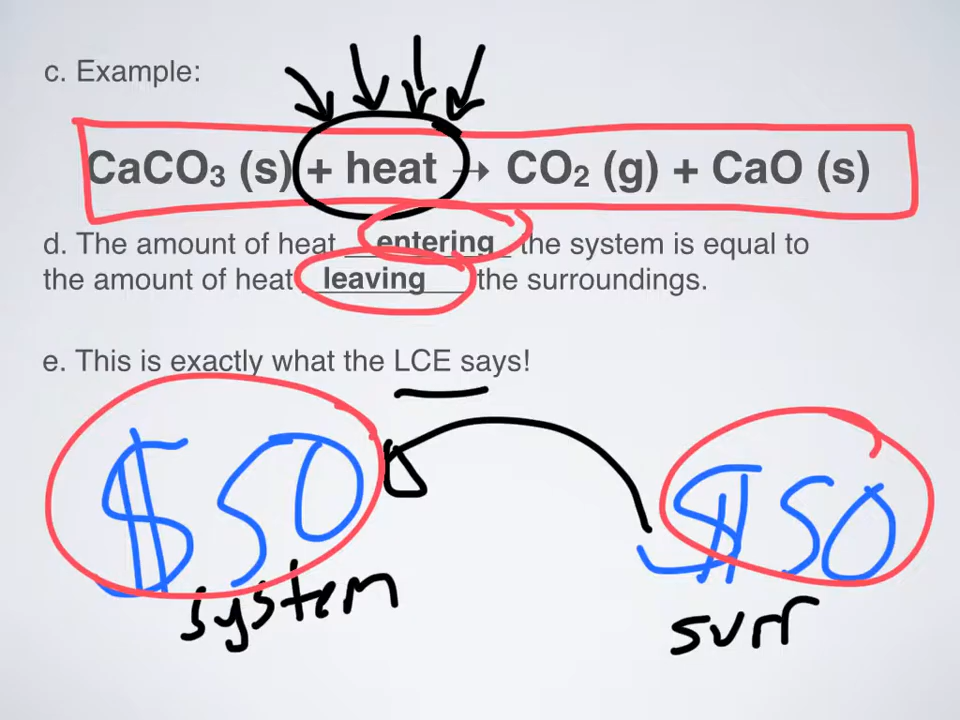 c. Example:
CaCO₃ (s) + heat → CO₂ (g) + CaO (s)
d. The amount of heat entering the system is equal to
the amount of heat leaving the surroundings.
e. This is exactly what the LCE says!
$50 $50
system surr